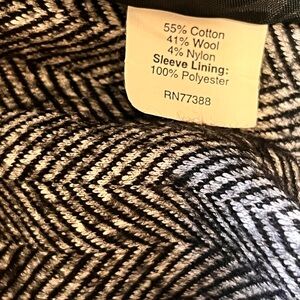 55% Cotton
41% Wool
4% Nylon
Sleeve Lining:
100% Polyester
RN77388